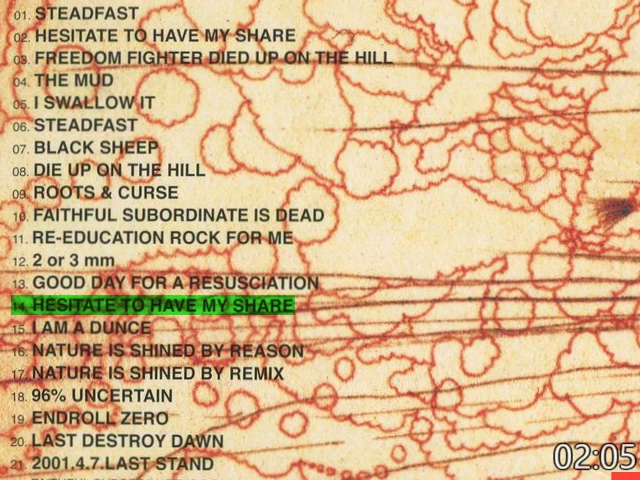 01. STEADFAST
02. HESITATE TO HAVE MY SHARE
03. FREEDOM FIGHTER DIED UP ON THE HILL
04. THE MUD
05. I SWALLOW IT
06. STEADFAST
07. BLACK SHEEP
08. DIE UP ON THE HILL
09. ROOTS & CURSE
10. FAITHFUL SUBORDINATE IS DEAD
11. RE-EDUCATION ROCK FOR ME
12. 2 or 3 mm
13. GOOD DAY FOR A RESUSCIATION
14. HESITATE TO HAVE MY SHARE
15. I AM A DUNCE
16. NATURE IS SHINED BY REASON
17. NATURE IS SHINED BY REMIX
18. 96% UNCERTAIN
19. ENDROLL ZERO
20. LAST DESTROY DAWN
21. 2001.4.7.LAST STAND
02:05